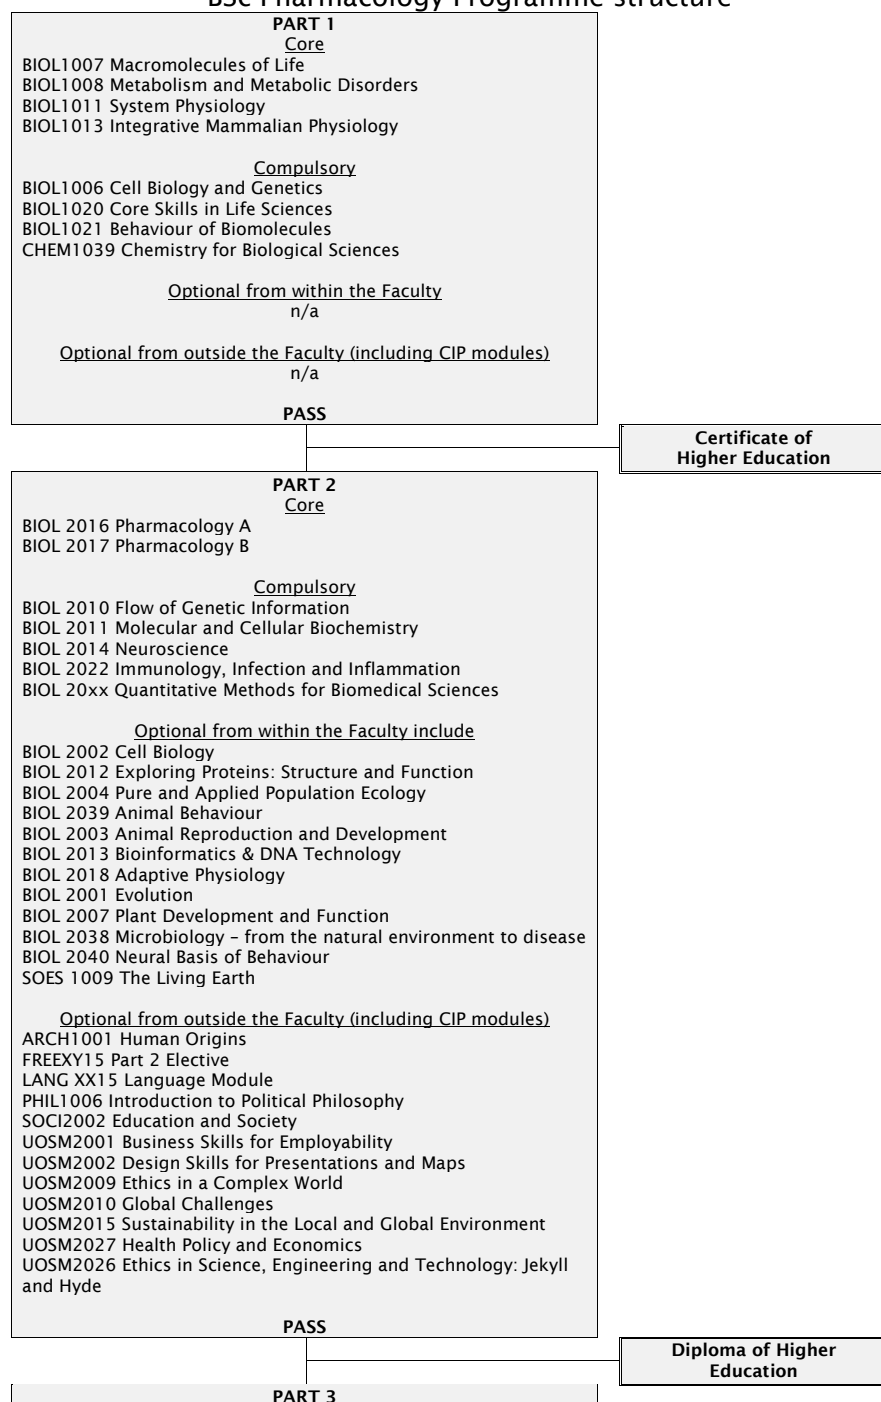 BSc Pharmacology Programme structure
PART 1
Core
BIOL1007 Macromolecules of Life
BIOL1008 Metabolism and Metabolic Disorders
BIOL1011 System Physiology
BIOL1013 Integrative Mammalian Physiology
Compulsory
BIOL1006 Cell Biology and Genetics
BIOL1020 Core Skills in Life Sciences
BIOL1021 Behaviour of Biomolecules
CHEM1039 Chemistry for Biological Sciences
Optional from within the Faculty
n/a
Optional from outside the Faculty (including CIP modules)
n/a
PASS
Certificate of
Higher Education
PART 2
Core
BIOL 2016 Pharmacology A
BIOL 2017 Pharmacology B
Compulsory
BIOL 2010 Flow of Genetic Information
BIOL 2011 Molecular and Cellular Biochemistry
BIOL 2014 Neuroscience
BIOL 2022 Immunology, Infection and Inflammation
BIOL 20xx Quantitative Methods for Biomedical Sciences
Optional from within the Faculty include
BIOL 2002 Cell Biology
BIOL 2012 Exploring Proteins: Structure and Function
BIOL 2004 Pure and Applied Population Ecology
BIOL 2039 Animal Behaviour
BIOL 2003 Animal Reproduction and Development
BIOL 2013 Bioinformatics & DNA Technology
BIOL 2018 Adaptive Physiology
BIOL 2001 Evolution
BIOL 2007 Plant Development and Function
BIOL 2038 Microbiology – from the natural environment to disease
BIOL 2040 Neural Basis of Behaviour
SOES 1009 The Living Earth
Optional from outside the Faculty (including CIP modules)
ARCH1001 Human Origins
FREEXY15 Part 2 Elective
LANG XX15 Language Module
PHIL1006 Introduction to Political Philosophy
SOCI2002 Education and Society
UOSM2001 Business Skills for Employability
UOSM2002 Design Skills for Presentations and Maps
UOSM2009 Ethics in a Complex World
UOSM2010 Global Challenges
UOSM2015 Sustainability in the Local and Global Environment
UOSM2027 Health Policy and Economics
UOSM2026 Ethics in Science, Engineering and Technology: Jekyll
and Hyde
PASS
Diploma of Higher
Education
PART 3